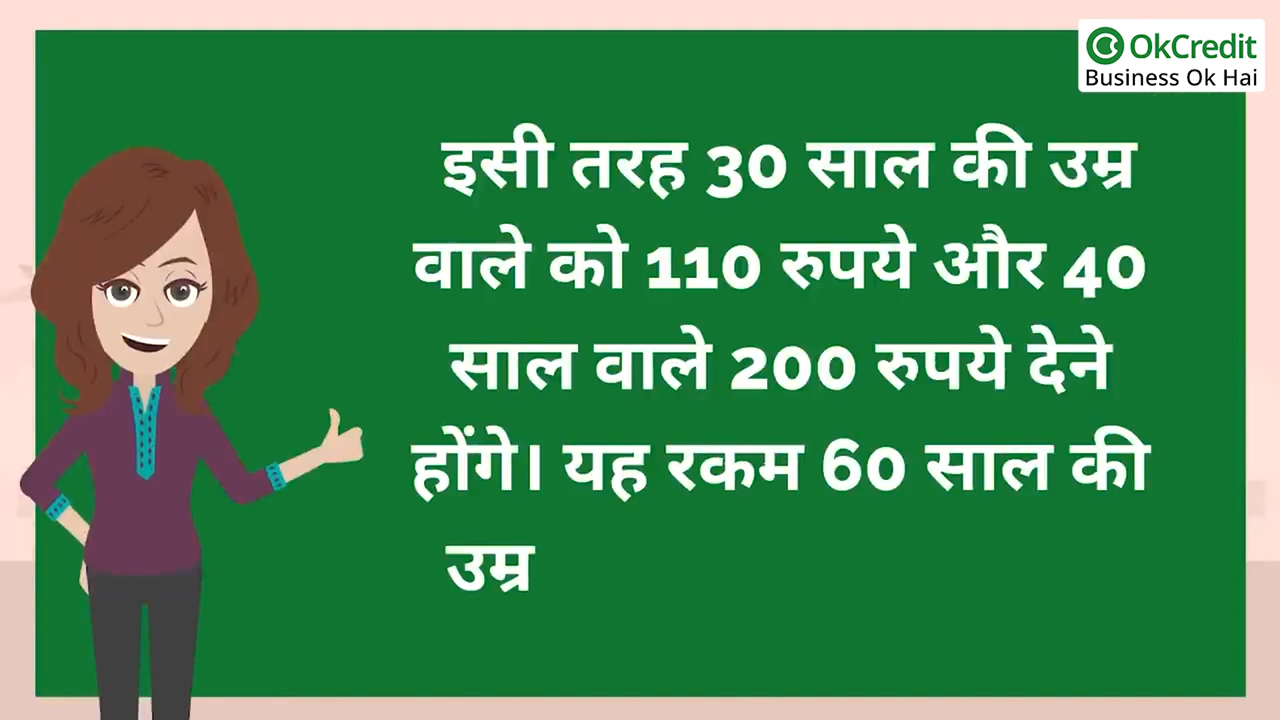 OkCredit
Business Ok Hai
इसी तरह 30 साल की उम्र
वाले को 110 रुपये और 40
साल वाले 200 रुपये देने
होंगे। यह रकम 60 साल की
उम्र